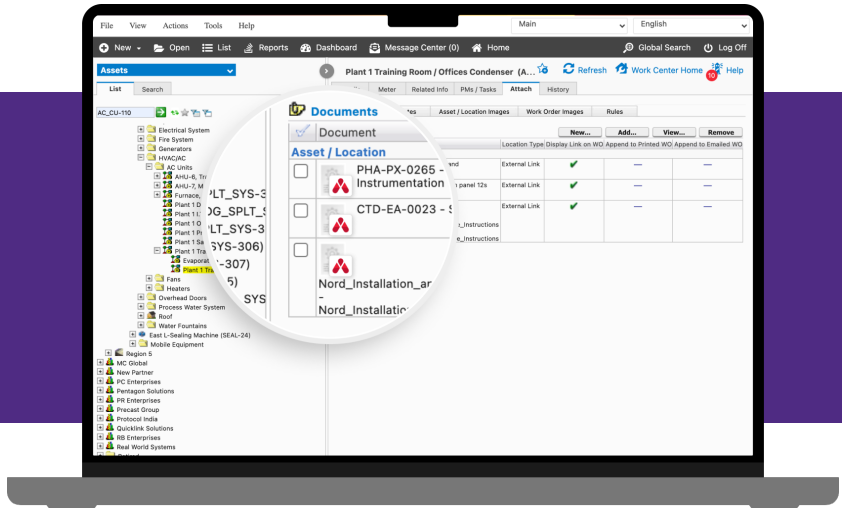 File View Actions Tools Help Main English
New Open List Reports Dashboard Message Center (0) Home Global Search Log Off
Assets
Plant 1 Training Room / Offices Condenser (A... Refresh Work Center Home 10 Help
List Search
Meter Related Info PMs / Tasks Attach History
AC_CU-110
Asset / Location Images Work Order Images Rules
New... Add... View... Remove
Location Type Display Link on WO Append to Printed WO Append to Emailed WO
External Link
panel 12s External Link
External Link
_Instructions
_Instructions
Documents
Document
Asset / Location
PHA-PX-0265 -
Instrumentation
CTD-EA-0023 -
Nord_Installation_ar
-
Nord_Installatio
PLT_SYS-3
SYS-306)
-307)
5)
SYS
Electrical System
Fire System
Generators
HVAC/AC
AC Units
AHU-6, Tr
AHU-7, M
Furnace,
Plant 1 D
Plant 1 I
Plant 1 O
Plant 1 P
Plant 1 Sa
Plant 1 Tra
Evaporat
Plant 1 Tra
Fans
Heaters
Overhead Doors
Process Water System
Roof
Water Fountains
East L-Sealing Machine (SEAL-24)
Mobile Equipment
Region 5
MC Global
New Partner
PC Enterprises
Pentagon Solutions
PR Enterprises
Precast Group
Protocol India
Quicklink Solutions
RB Enterprises
Real World Systems